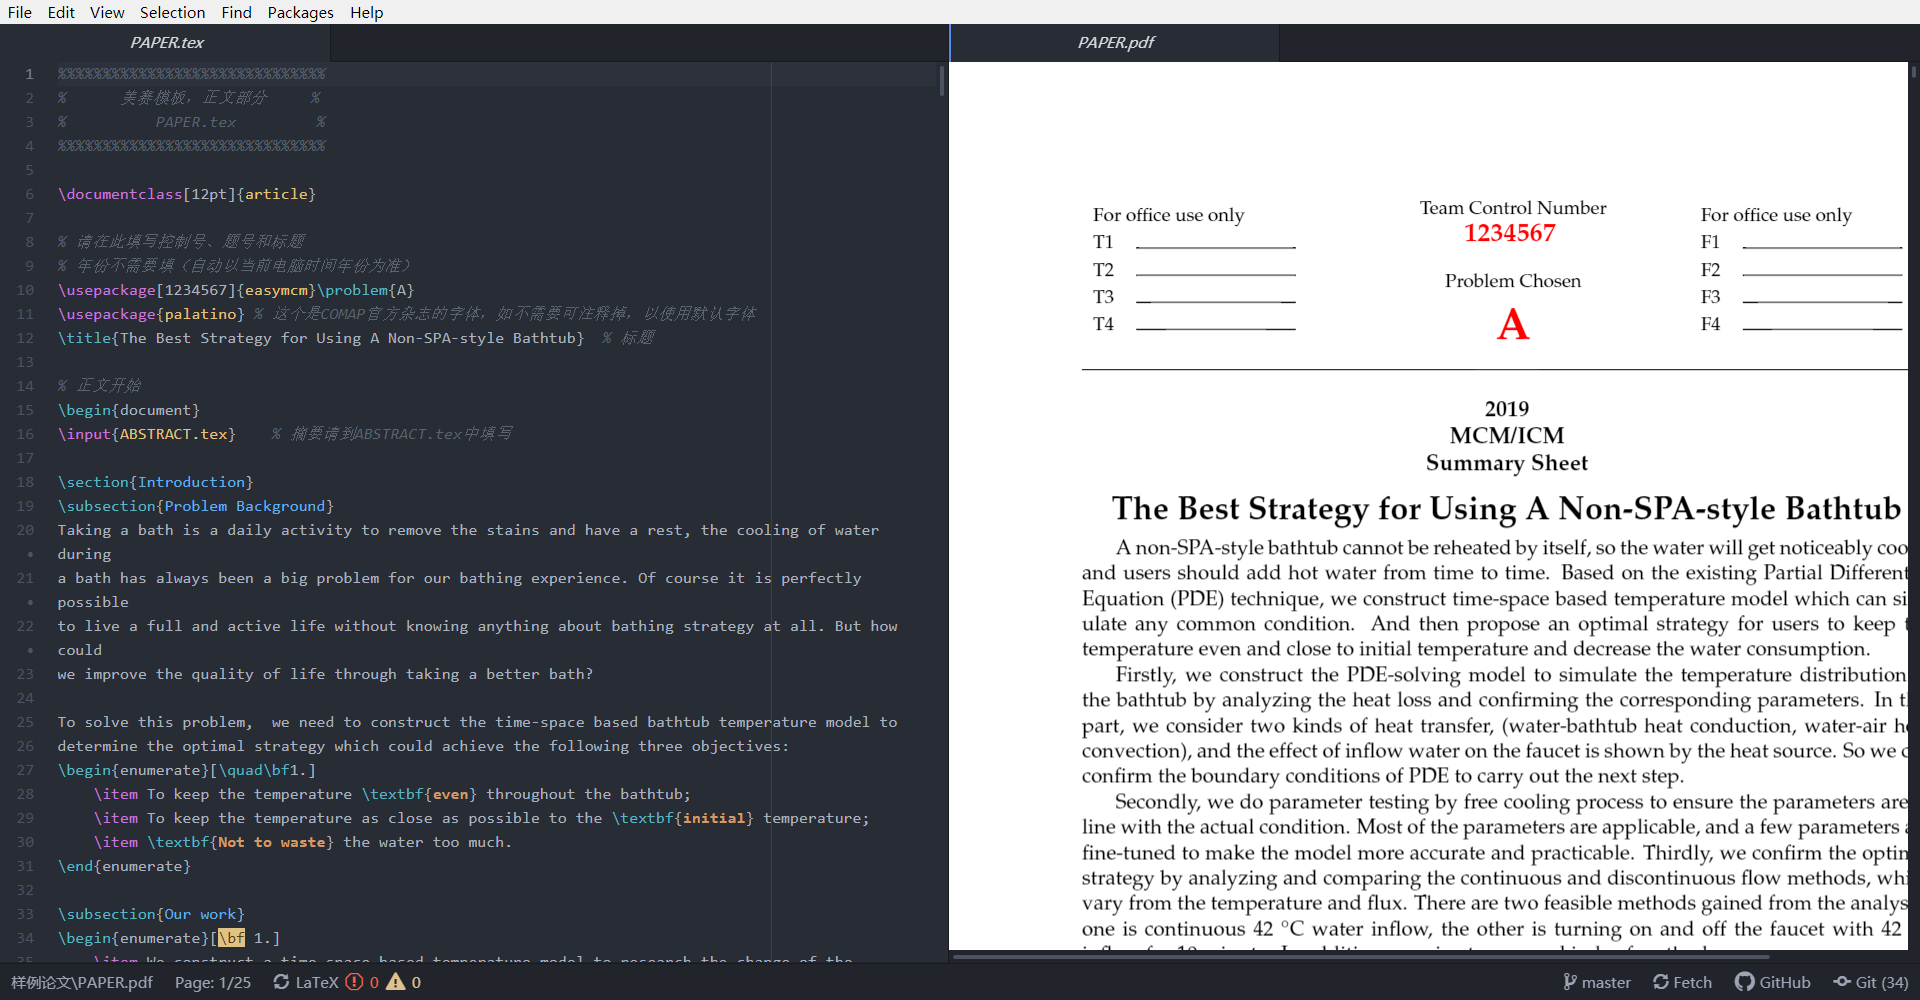 File Edit View Selection Find Packages Help
PAPER.tex
1 %%%%%%%%%%%%%%%%%%%%%%%%%%%%%%
2 % 美赛模板，正文部分 %
3 % PAPER.tex %
4 %%%%%%%%%%%%%%%%%%%%%%%%%%%%%%
5
6 \documentclass[12pt]{article}
7
8 % 请在此填写控制号、题号和标题
9 % 年份不需要填（自动以当前电脑时间年份为准）
10 \usepackage[1234567]{easymcm}\problem{A}
11 \usepackage{palatino} % 这个是COMAP官方杂志的字体，如不需要可注释掉，以使用默认字体
12 \title{The Best Strategy for Using A Non-SPA-style Bathtub} % 标题
13
14 % 正文开始
15 \begin{document}
16 \input{ABSTRACT.tex} % 摘要请到ABSTRACT.tex中填写
17
18 \section{Introduction}
19 \subsection{Problem Background}
20 Taking a bath is a daily activity to remove the stains and have a rest, the cooling of water
• during
21 a bath has always been a big problem for our bathing experience. Of course it is perfectly
• possible
22 to live a full and active life without knowing anything about bathing strategy at all. But how
• could
23 we improve the quality of life through taking a better bath?
24
25 To solve this problem, we need to construct the time-space based bathtub temperature model to
26 determine the optimal strategy which could achieve the following three objectives:
27 \begin{enumerate}[\quad\bf1.]
28 \item To keep the temperature \textbf{even} throughout the bathtub;
29 \item To keep the temperature as close as possible to the \textbf{initial} temperature;
30 \item \textbf{Not to waste} the water too much.
31 \end{enumerate}
32
33 \subsection{Our work}
34 \begin{enumerate}[\bf 1.]
35 \item We construct a time-space based temperature model to research the change of the
PAPER.pdf
For office use only
T1
T2
T3
T4
Team Control Number
1234567
Problem Chosen
A
For office use only
F1
F2
F3
F4
2019
MCM/ICM
Summary Sheet
The Best Strategy for Using A Non-SPA-style Bathtub
A non-SPA-style bathtub cannot be reheated by itself, so the water will get noticeably coo
and users should add hot water from time to time. Based on the existing Partial Different
Equation (PDE) technique, we construct time-space based temperature model which can si
ulate any common condition. And then propose an optimal strategy for users to keep t
temperature even and close to initial temperature and decrease the water consumption.
Firstly, we construct the PDE-solving model to simulate the temperature distribution
the bathtub by analyzing the heat loss and confirming the corresponding parameters. In t
part, we consider two kinds of heat transfer, (water-bathtub heat conduction, water-air he
convection), and the effect of inflow water on the faucet is shown by the heat source. So we c
confirm the boundary conditions of PDE to carry out the next step.
Secondly, we do parameter testing by free cooling process to ensure the parameters are
line with the actual condition. Most of the parameters are applicable, and a few parameters a
fine-tuned to make the model more accurate and practicable. Thirdly, we confirm the optim
strategy by analyzing and comparing the continuous and discontinuous flow methods, whi
vary from the temperature and flux. There are two feasible methods gained from the analys
one is continuous 42 °C water inflow, the other is turning on and off the faucet with 42
样例论文\PAPER.pdf Page: 1/25 LaTeX 0 0 master Fetch GitHub Git (34)